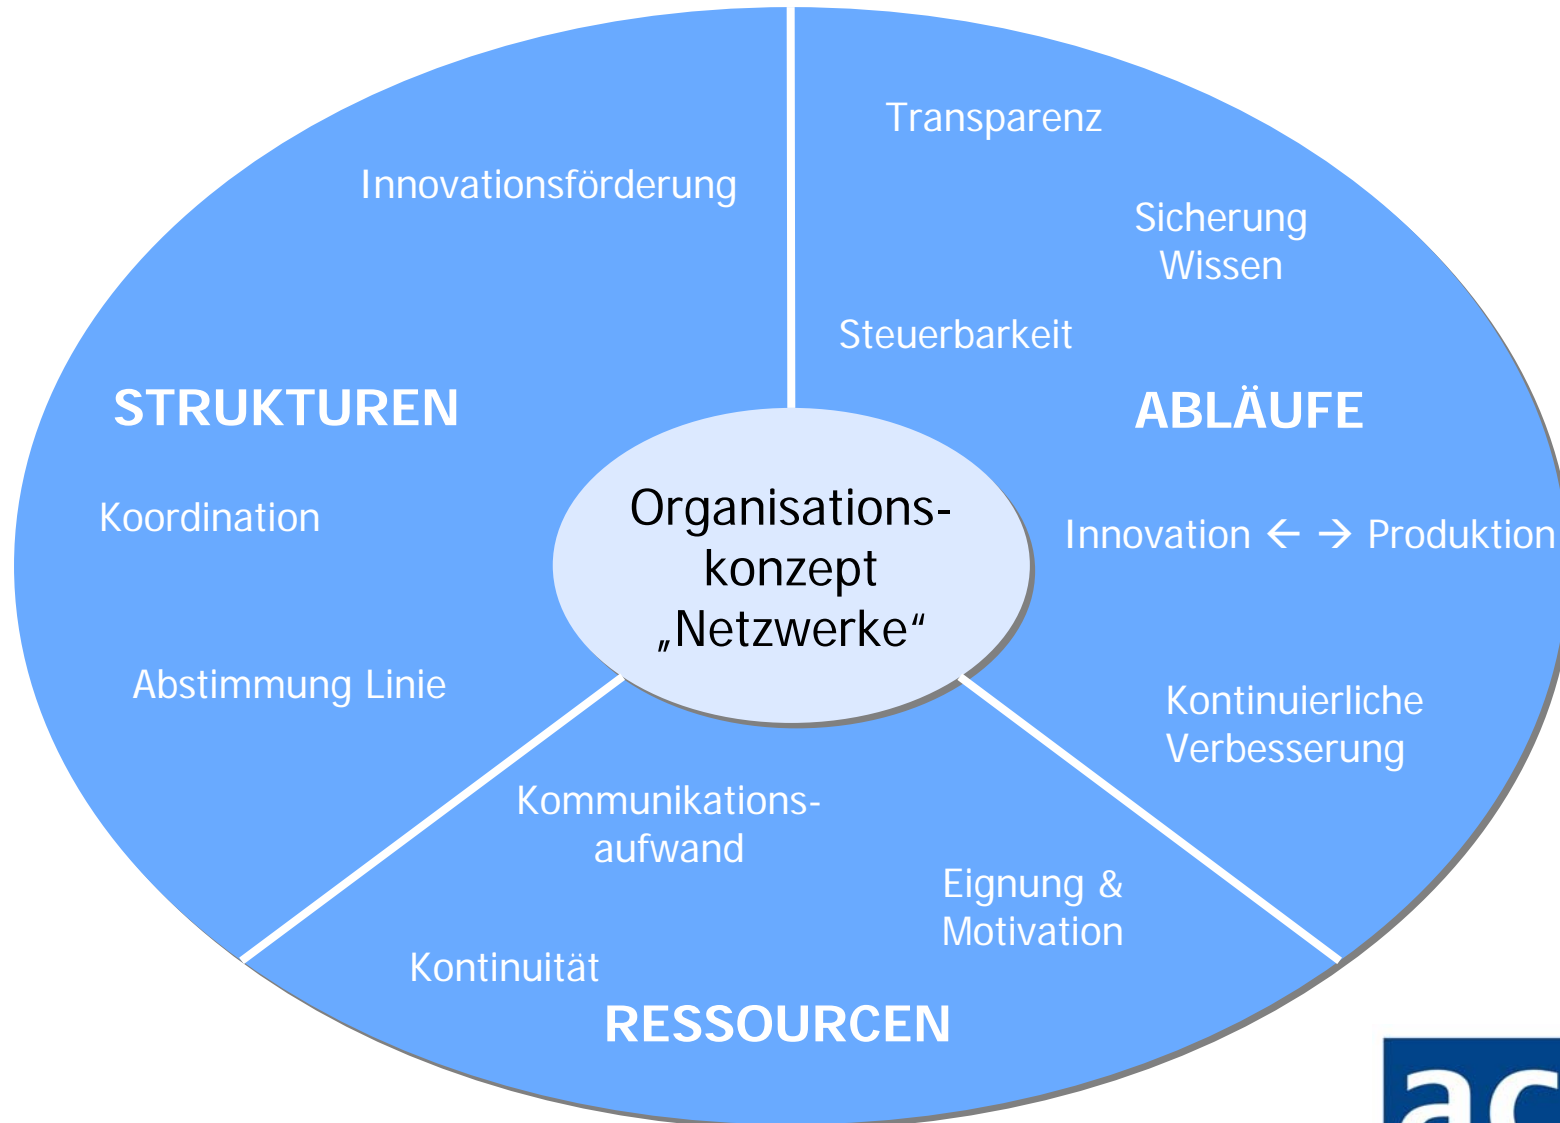 Innovationsförderung
STRUKTUREN
Koordination
Abstimmung Linie
Transparenz
Sicherung
Wissen
Steuerbarkeit
ABLÄUFE
Innovation ← → Produktion
Kontinuierliche
Verbesserung
Organisations-
konzept
„Netzwerke“
Kommunikations-
aufwand
Eignung &
Motivation
Kontinuität
RESSOURCEN
ac